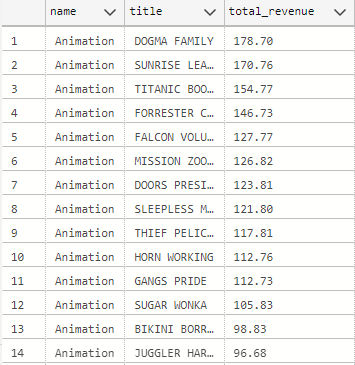 name title total_revenue
1 Animation DOGMA FAMILY 178.70
2 Animation SUNRISE LEA… 170.76
3 Animation TITANIC BOO… 154.77
4 Animation FORRESTER C… 146.73
5 Animation FALCON VOLU… 127.77
6 Animation MISSION ZOO… 126.82
7 Animation DOORS PRESI… 123.81
8 Animation SLEEPLESS M… 121.80
9 Animation THIEF PELIC… 117.81
10 Animation HORN WORKING 112.76
11 Animation GANGS PRIDE 112.73
12 Animation SUGAR WONKA 105.83
13 Animation BIKINI BORR… 98.83
14 Animation JUGGLER HAR… 96.68